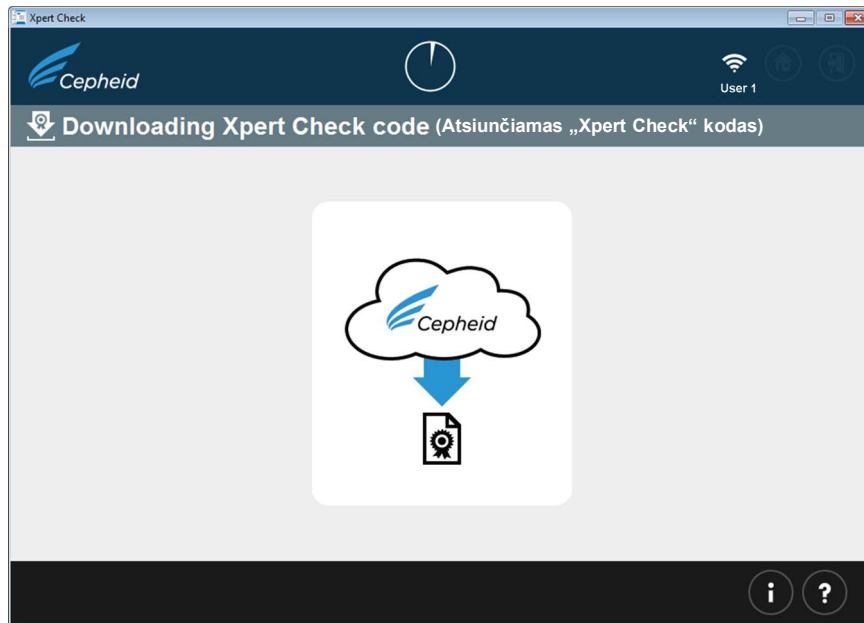 Xpert Check
Cepheid
User 1
Downloading Xpert Check code (Atsiunčiamas „Xpert Check“ kodas)
Cepheid
i ?